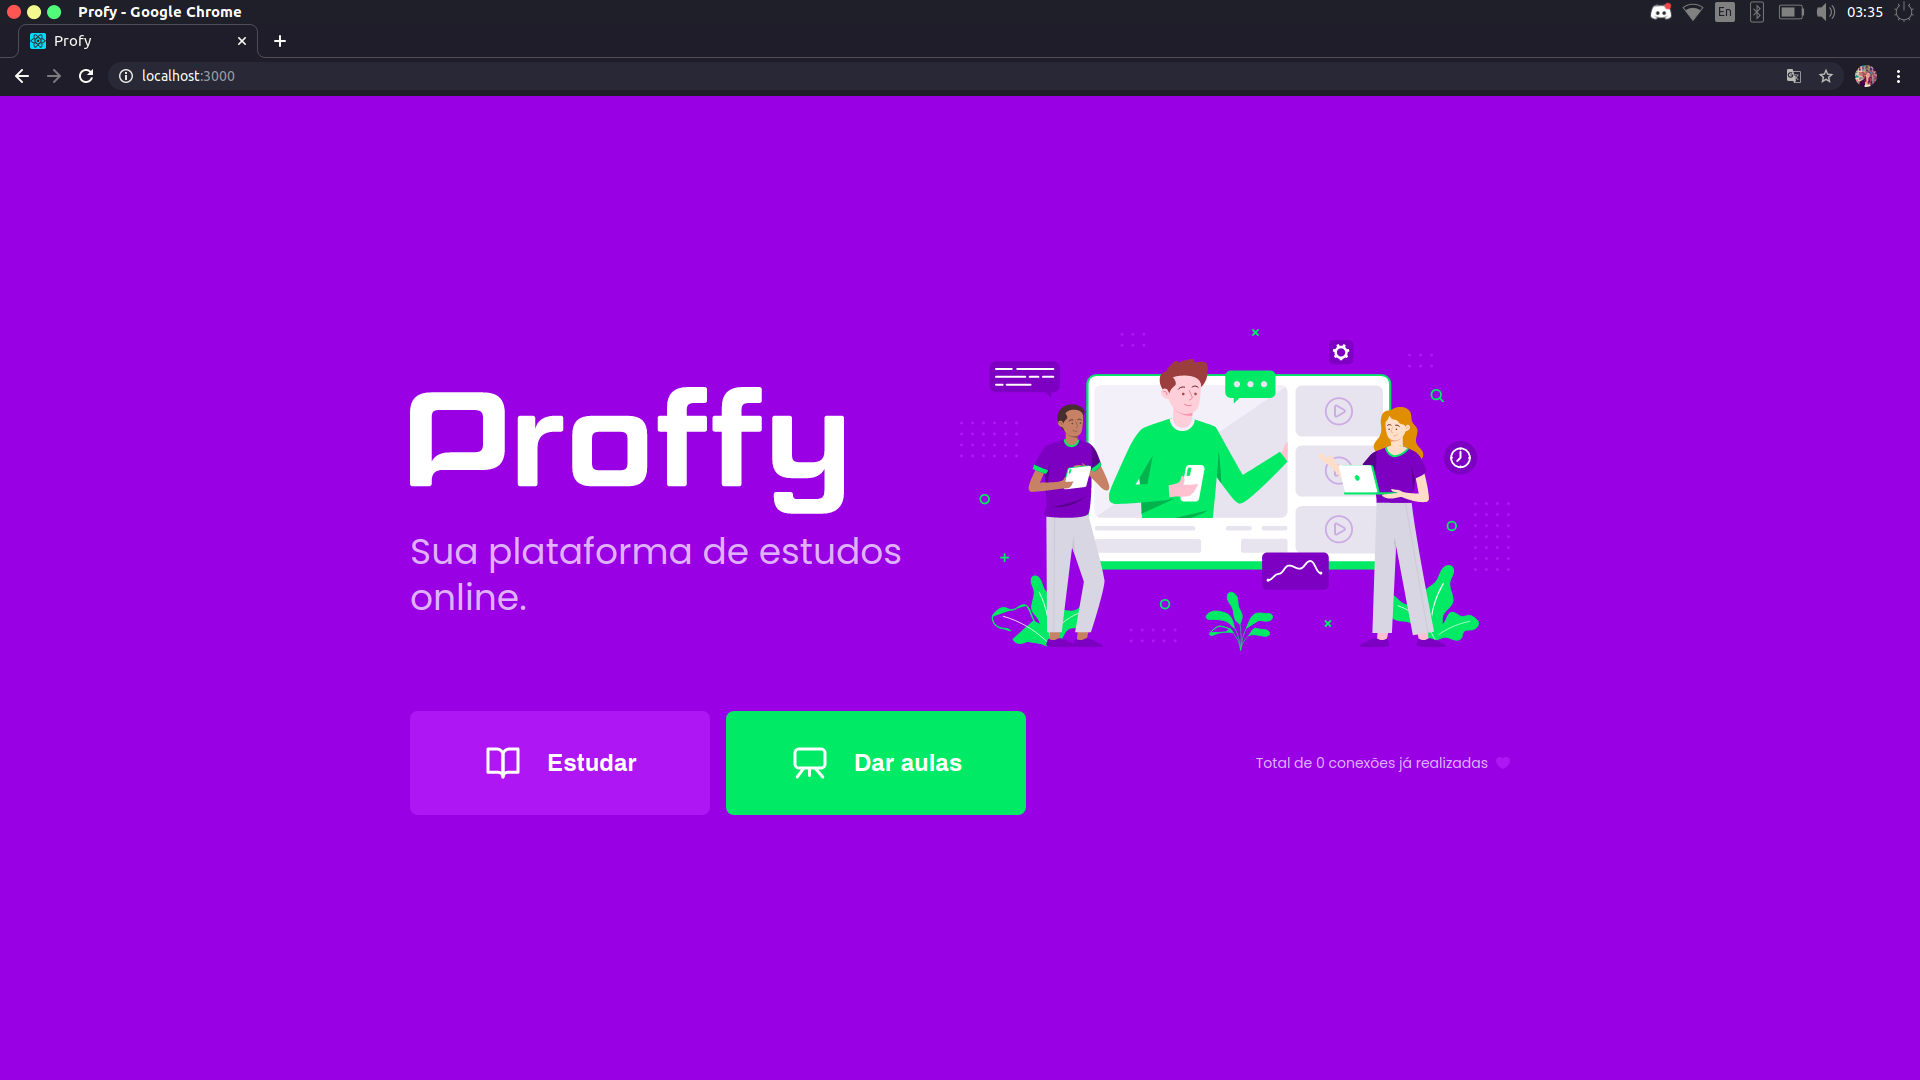 Profy - Google Chrome
En
03:35
Profy
localhost:3000
Proffy
Sua plataforma de estudos
online.
Estudar
Dar aulas
Total de 0 conexões já realizadas